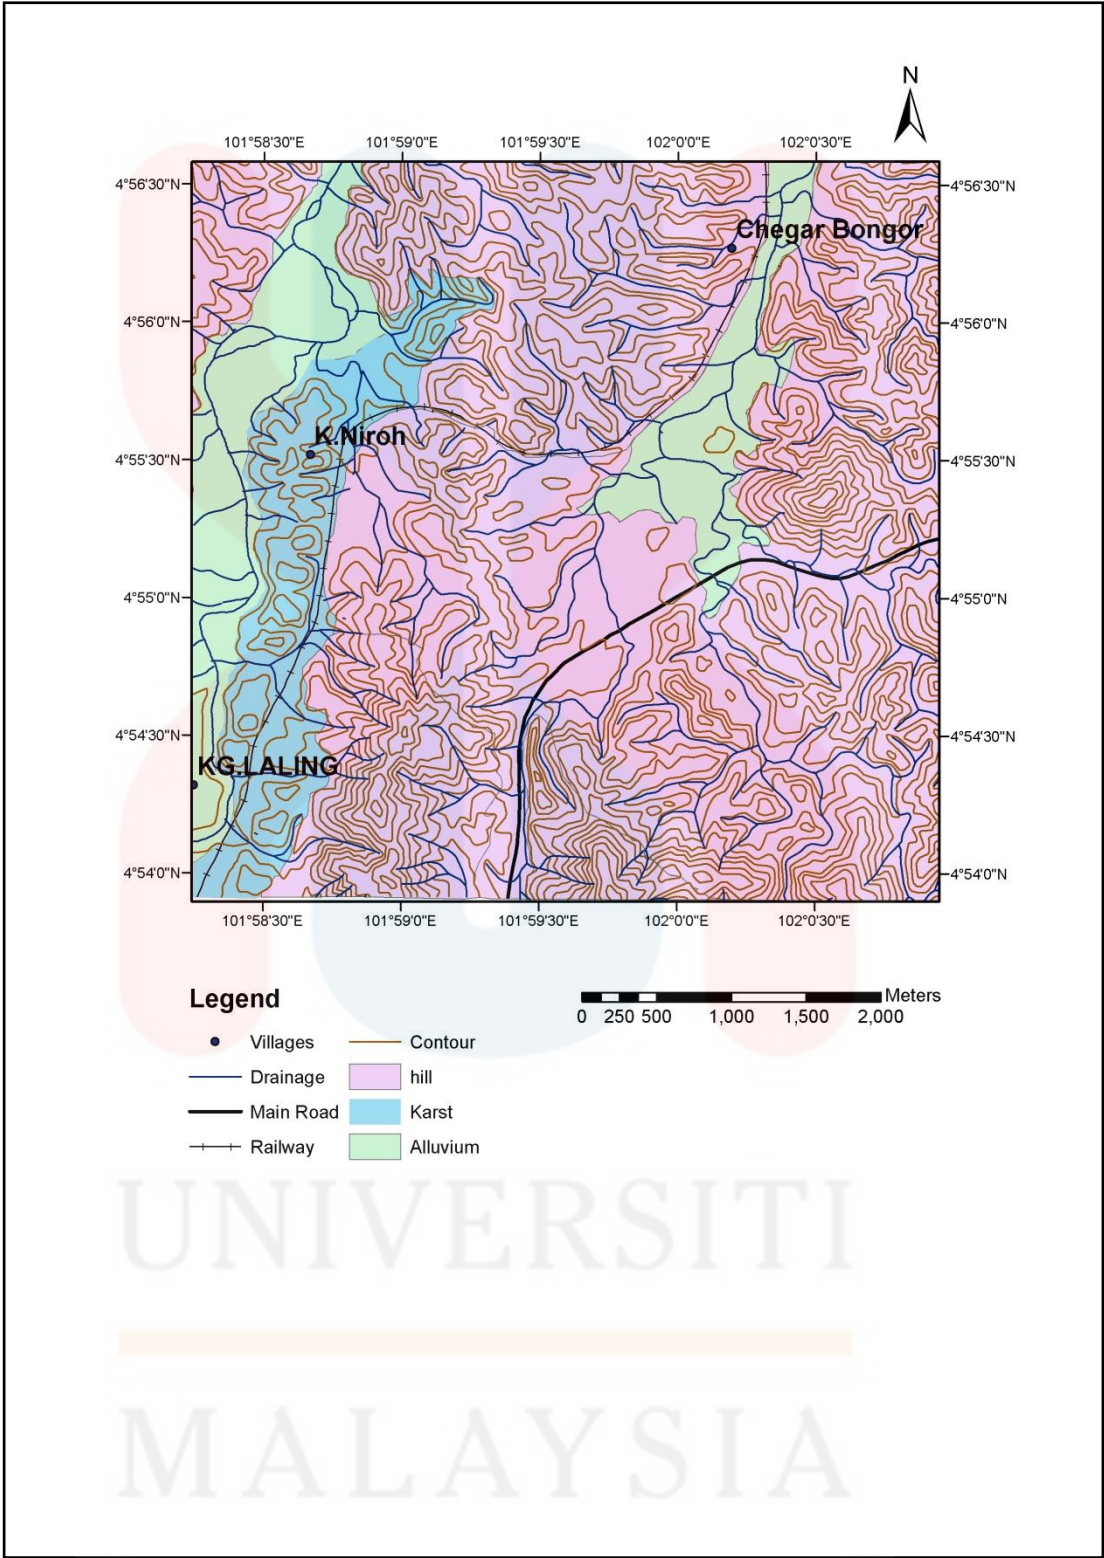 N
101°58'30"E 101°59'0"E 101°59'30"E 102°0'0"E 102°0'30"E
4°56'30"N 4°56'30"N
Chegar Bongor
4°56'0"N 4°56'0"N
K.Niroh
4°55'30"N 4°55'30"N
4°55'0"N 4°55'0"N
4°54'30"N 4°54'30"N
KG.LALING
4°54'0"N 4°54'0"N
101°58'30"E 101°59'0"E 101°59'30"E 102°0'0"E 102°0'30"E
Legend
Meters
0 250 500 1,000 1,500 2,000
Villages Contour
Drainage hill
Main Road Karst
Railway Alluvium
UNIVERSITI
MALAYSIA